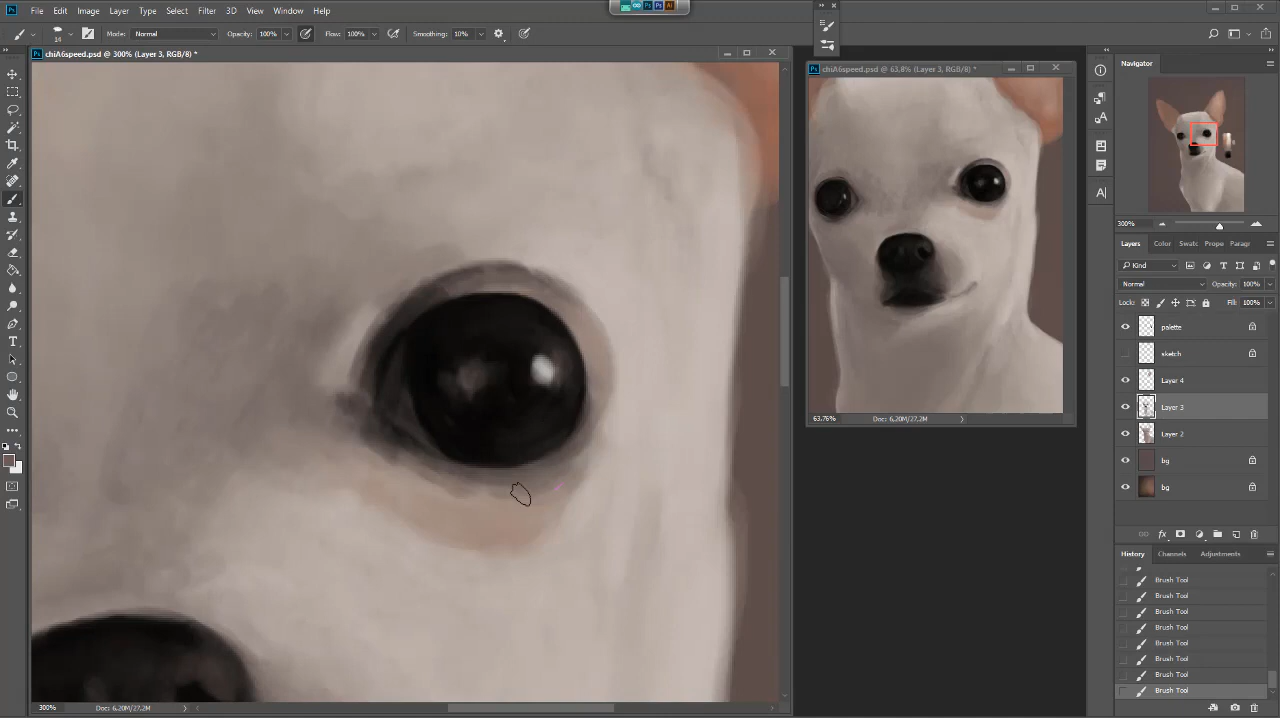 File Edit Image Layer Type Select Filter 3D View Window Help
14 Mode: Normal Opacity: 100% Flow: 100% Smoothing: 10%
chiA6speed.psd @ 300% (Layer 3, RGB/8) *
chiA6speed.psd @ 63,8% (Layer 3, RGB/8) *
Navigator
300%
Layers Color Swatc Prope Paragr
Kind
Normal Opacity: 100%
Lock: Fill: 100%
palette
sketch
Layer 4
Layer 3
Layer 2
bg
bg
63,76% Doc: 6,20M/27,2M
History Channels Adjustments
Brush Tool
Brush Tool
Brush Tool
Brush Tool
Brush Tool
Brush Tool
Brush Tool
Brush Tool
300% Doc: 6,20M/27,2M